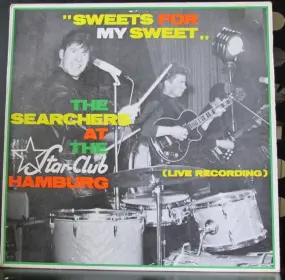 "SWEETS FOR
MY SWEET"
THE
SEARCHERS
AT
THE
Star-Club
HAMBURG
(LIVE RECORDING)